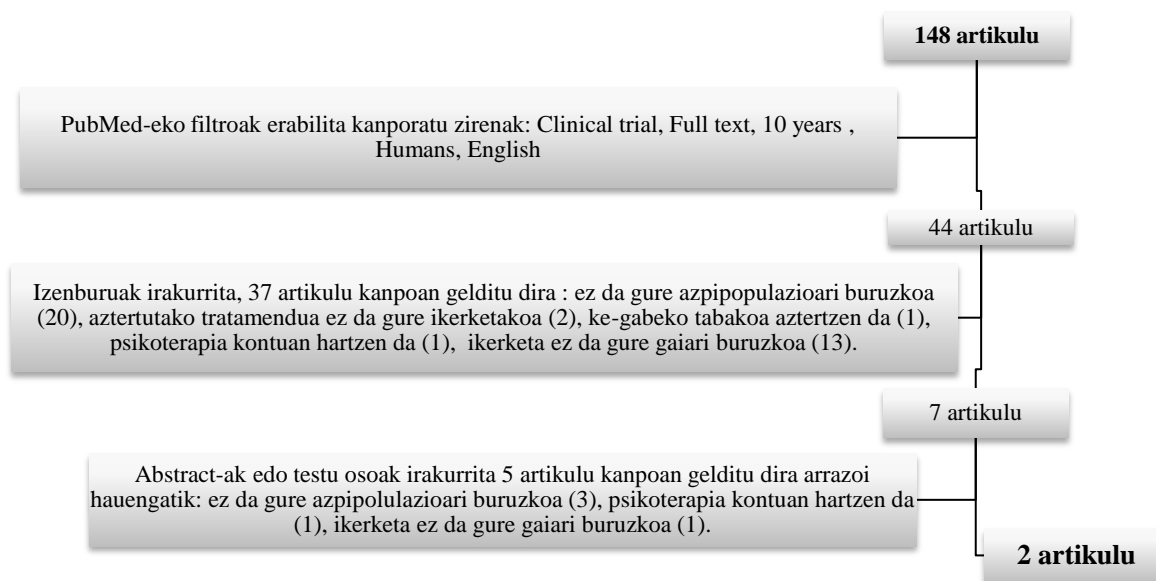 148 artikulu
PubMed-eko filtroak erabilita kanporatu zirenak: Clinical trial, Full text, 10 years ,
Humans, English
44 artikulu
Izenburuak irakurrita, 37 artikulu kanpoan gelditu dira : ez da gure azpipopulazioari buruzkoa
(20), aztertutako tratamendua ez da gure ikerketakoa (2), ke-gabeko tabakoa aztertzen da (1),
psikoterapia kontuan hartzen da (1), ikerketa ez da gure gaiari buruzkoa (13).
7 artikulu
Abstract-ak edo testu osoak irakurrita 5 artikulu kanpoan gelditu dira arrazoi
hauengatik: ez da gure azpipolulazioari buruzkoa (3), psikoterapia kontuan hartzen da
(1), ikerketa ez da gure gaiari buruzkoa (1).
2 artikulu